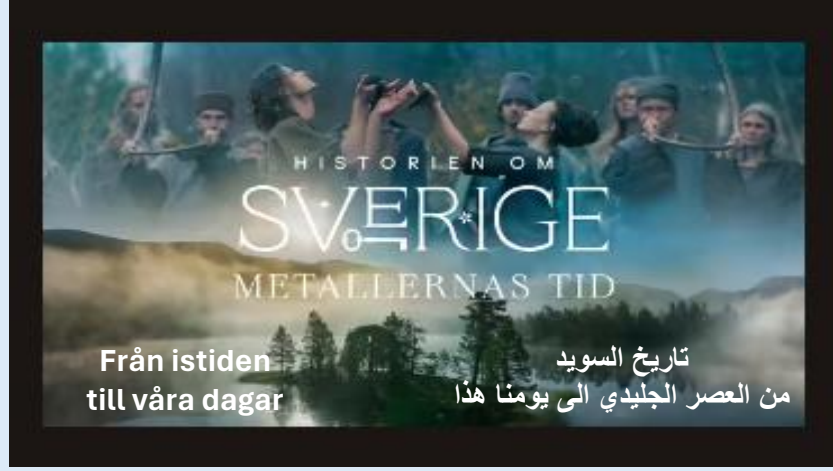 HISTORIEN OM
SVERIGE
METALLERNAS TID
Från istiden
till våra dagar
تاريخ السويد
من العصر الجليدي الى يومنا هذا